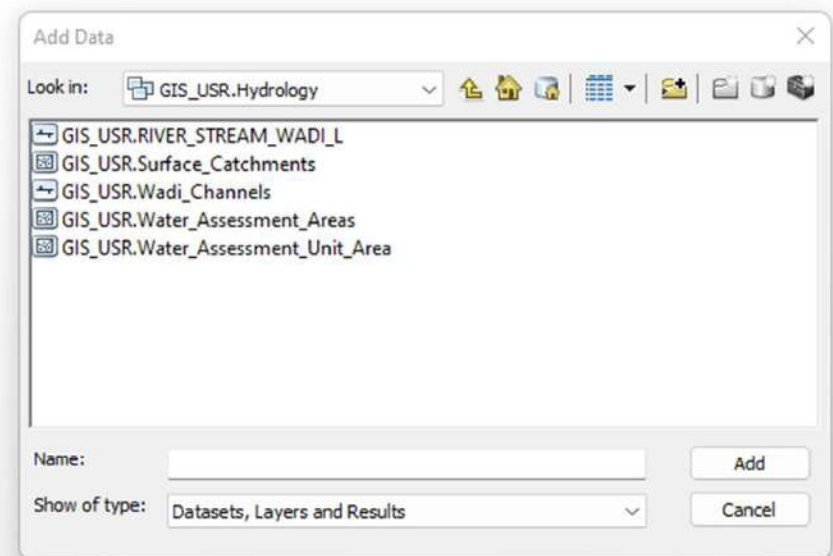 Add Data
Look in: GIS_USR.Hydrology
GIS_USR.RIVER_STREAM_WADI_L
GIS_USR.Surface_Catchments
GIS_USR.Wadi_Channels
GIS_USR.Water_Assessment_Areas
GIS_USR.Water_Assessment_Unit_Area
Name: Add
Show of type: Datasets, Layers and Results Cancel